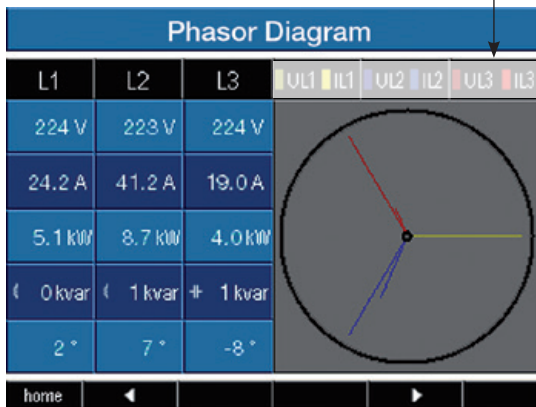 Phasor Diagram
L1 L2 L3 UL1 IL1 UL2 IL2 UL3 IL3
224 V 223 V 224 V
24.2 A 41.2 A 19.0 A
5.1 kW 8.7 kW 4.0 kW
0 kvar 1 kvar 1 kvar
2 ° 7 ° -8 °
home